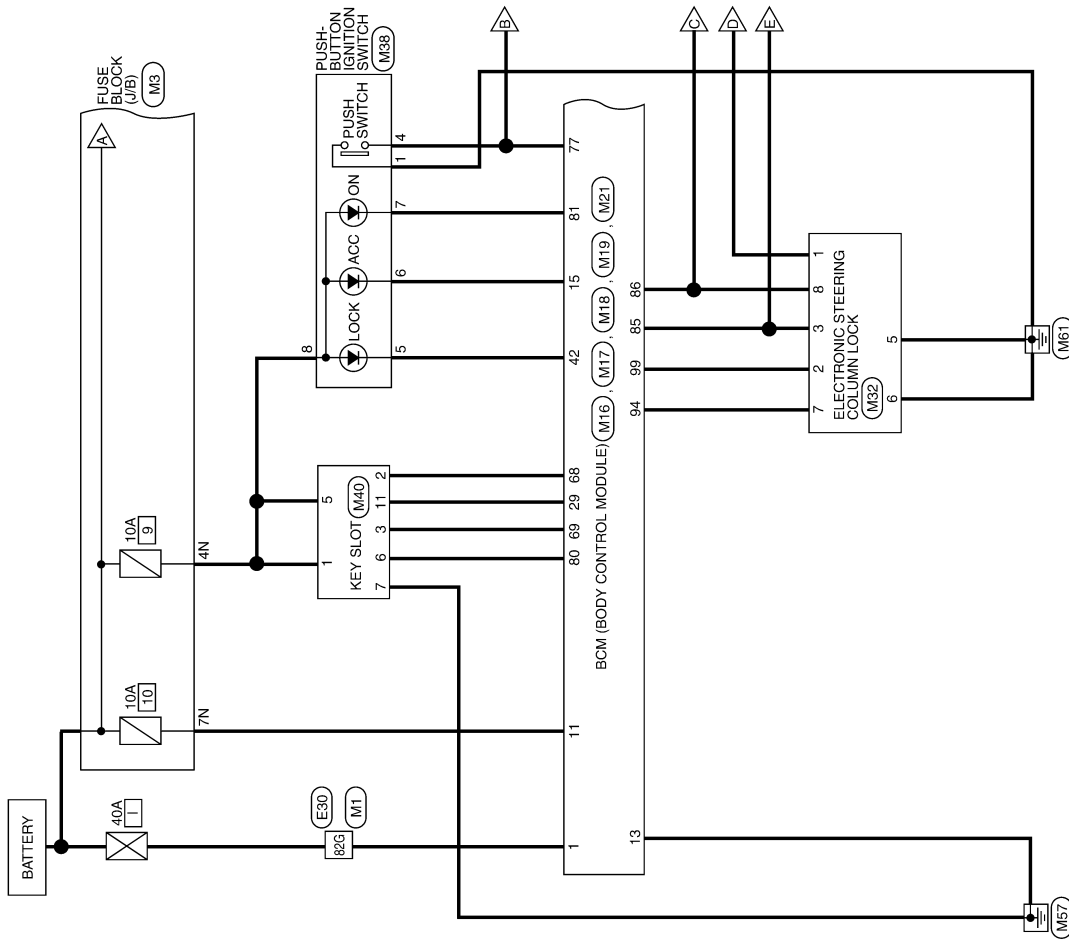 BATTERY
40A
I
E30
M1
82G
1
FUSE
BLOCK
(J/B)
M3
A
10A
10
7N
10A
9
4N
11
KEY SLOT
M40
1
5
7
6
3
11
2
80
69
29
68
PUSH-
BUTTON
IGNITION
SWITCH
M38
8
LOCK
ACC
ON
PUSH
SWITCH
5
6
7
1
4
42
15
81
77
B
C
D
E
BCM (BODY CONTROL MODULE) M16 , M17 , M18 , M19 , M21
13
94
99
85
86
7
2
3
8
1
ELECTRONIC STEERING
COLUMN LOCK
M32
6
5
M57
M61